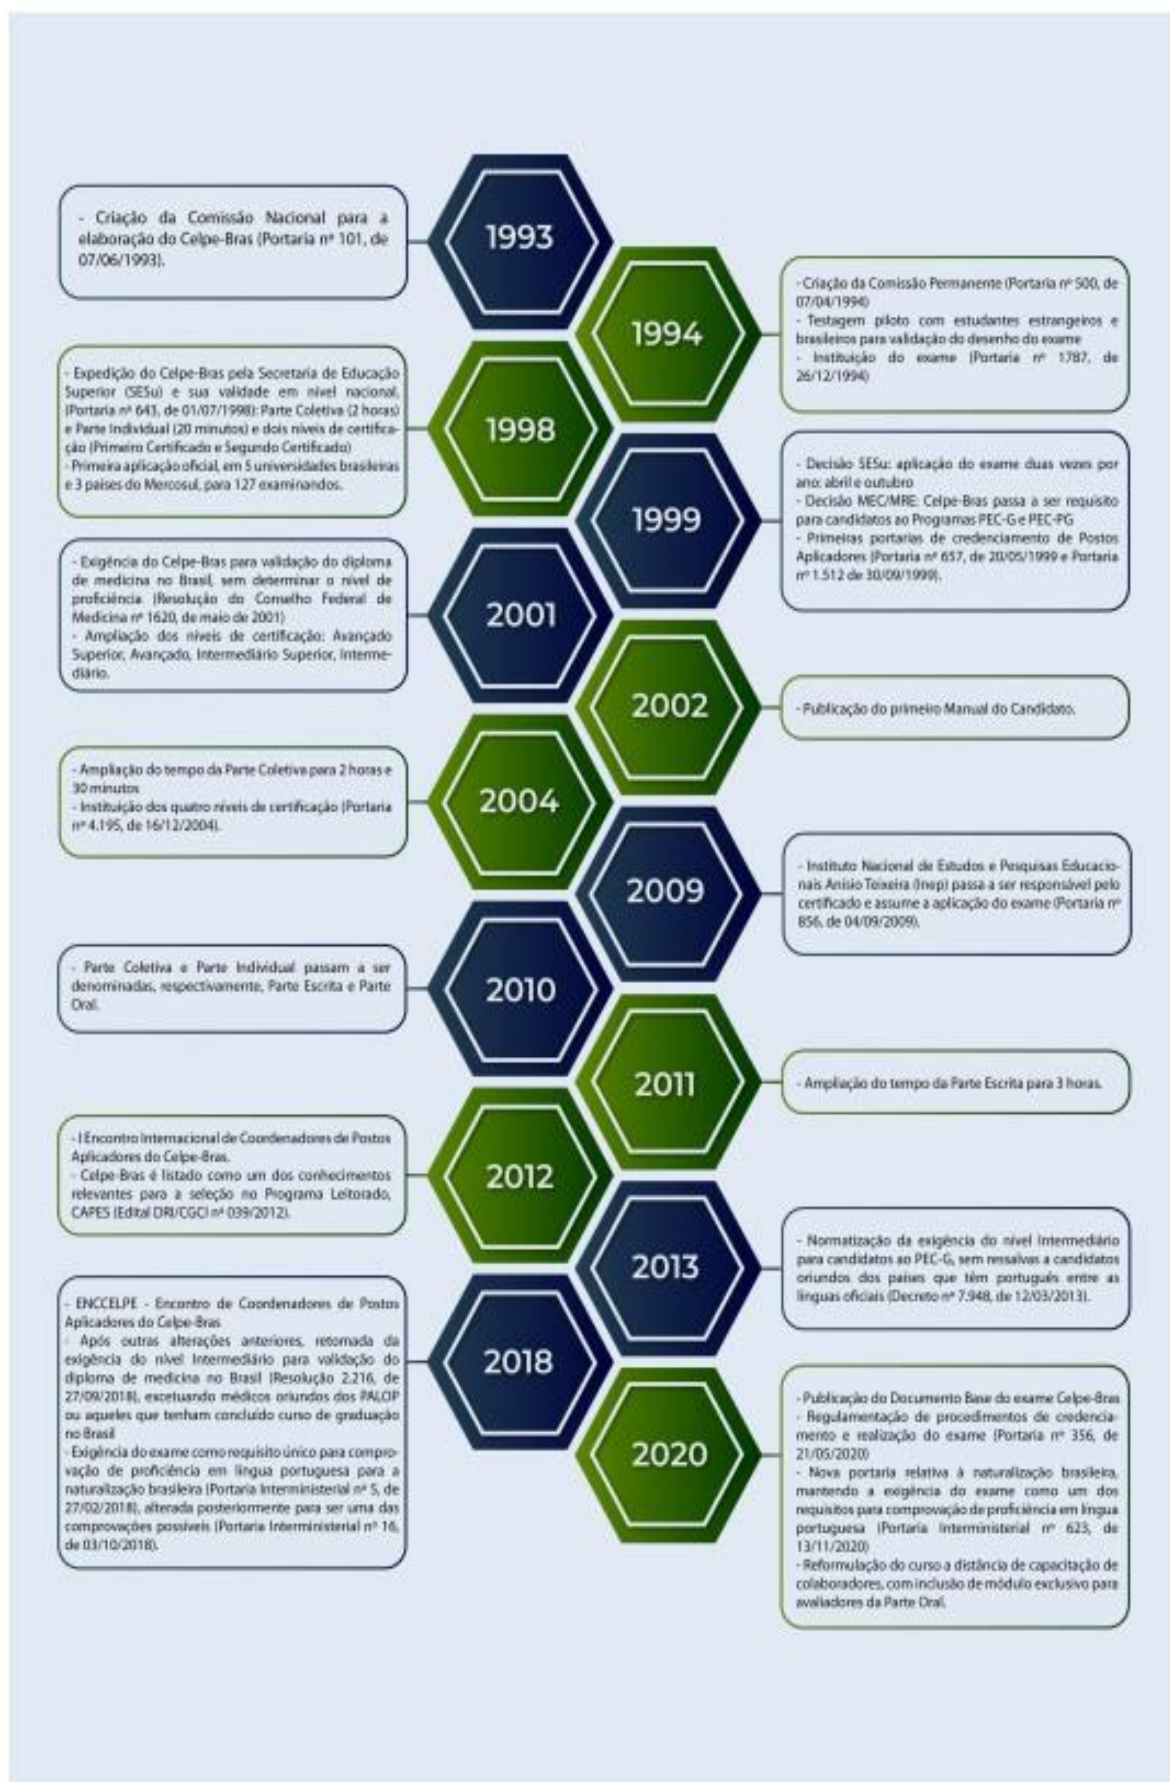 1993
- Criação da Comissão Nacional para a
elaboração do Celpe-Bras (Portaria nº 101, de
07/06/1993).
1994
- Criação da Comissão Permanente (Portaria nº 500, de
07/04/1994)
- Testagem piloto com estudantes estrangeiros e
brasileiros para validação do desenho do exame
- Instituição do exame (Portaria nº 1787, de
26/12/1994)
1998
- Expedição do Celpe-Bras pela Secretaria de Educação
Superior (SESu) e sua validade em nível nacional,
(Portaria nº 643, de 01/07/1998): Parte Coletiva (2 horas)
e Parte Individual (20 minutos) e dois níveis de certifica-
ção (Primeiro Certificado e Segundo Certificado)
- Primeira aplicação oficial, em 5 universidades brasileiras
e 3 países do Mercosul, para 127 examinandos.
1999
- Decisão SESu: aplicação do exame duas vezes por
ano: abril e outubro
- Decisão MEC/MRE: Celpe-Bras passa a ser requisito
para candidatos ao Programas PEC-G e PEC-PG
- Primeiras portarias de credenciamento de Postos
Aplicadores (Portaria nº 657, de 20/05/1999 e Portaria
nº 1.512 de 30/09/1999).
2001
- Exigência do Celpe-Bras para validação do diploma
de medicina no Brasil, sem determinar o nível de
proficiência (Resolução do Conselho Federal de
Medicina nº 1620, de maio de 2001)
- Ampliação dos níveis de certificação: Avançado
Superior, Avançado, Intermediário Superior, Interme-
diário.
2002
- Publicação do primeiro Manual do Candidato.
2004
- Ampliação do tempo da Parte Coletiva para 2 horas e
30 minutos
- Instituição dos quatro níveis de certificação (Portaria
nº 4.195, de 16/12/2004).
2009
- Instituto Nacional de Estudos e Pesquisas Educacio-
nais Anísio Teixeira (Inep) passa a ser responsável pelo
certificado e assume a aplicação do exame (Portaria nº
856, de 04/09/2009).
2010
- Parte Coletiva e Parte Individual passam a ser
denominadas, respectivamente, Parte Escrita e Parte
Oral.
2011
- Ampliação do tempo da Parte Escrita para 3 horas.
2012
- I Encontro Internacional de Coordenadores de Postos
Aplicadores do Celpe-Bras.
- Celpe-Bras é listado como um dos conhecimentos
relevantes para a seleção no Programa Leitorado,
CAPES (Edital DRI/CGCI nº 039/2012).
2013
- Normatização da exigência do nível Intermediário
para candidatos ao PEC-G, sem ressalvas a candidatos
oriundos dos países que têm português entre as
línguas oficiais (Decreto nº 7.948, de 12/03/2013).
2018
- ENCCELPE - Encontro de Coordenadores de Postos
Aplicadores do Celpe-Bras
- Após outras alterações anteriores, retomada da
exigência do nível Intermediário para validação do
diploma de medicina no Brasil (Resolução 2.216, de
27/09/2018), excetuando médicos oriundos dos PALOP
ou aqueles que tenham concluído curso de graduação
no Brasil
- Exigência do exame como requisito único para compro-
vação de proficiência em língua portuguesa para a
naturalização brasileira (Portaria Interministerial nº 5, de
27/02/2018), alterada posteriormente para ser uma das
comprovações possíveis (Portaria Interministerial nº 16,
de 03/10/2018).
2020
- Publicação do Documento Base do exame Celpe-Bras
- Regulamentação de procedimentos de credencia-
mento e realização do exame (Portaria nº 356, de
21/05/2020)
- Nova portaria relativa à naturalização brasileira,
mantendo a exigência do exame como um dos
requisitos para comprovação de proficiência em língua
portuguesa (Portaria Interministerial nº 623, de
13/11/2020)
- Reformulação do curso a distância de capacitação de
colaboradores, com inclusão de módulo exclusivo para
avaliadores da Parte Oral.